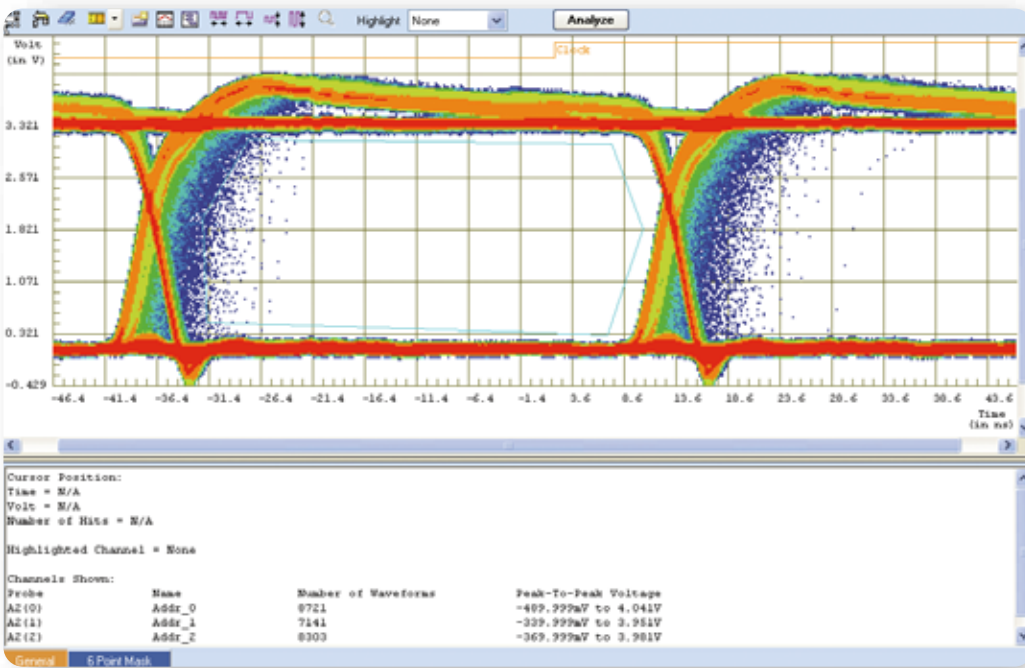 Highlight None Analyze
Volt
(in V)
Clock
3.321
2.571
1.821
1.071
0.321
-0.429
-46.4 -41.4 -36.4 -31.4 -26.4 -21.4 -16.4 -11.4 -6.4 -1.4 3.6 8.6 13.6 18.6 23.6 28.6 33.6 38.6 43.6
Time
(in ns)
Cursor Position:
Time = N/A
Volt = N/A
Number of Hits = N/A
Highlighted Channel = None
Channels Shown:
Probe Name Number of Waveforms Peak-To-Peak Voltage
A2(0) Addr_0 8721 -489.999mV to 4.041V
A2(1) Addr_1 7141 -339.999mV to 3.951V
A2(2) Addr_2 8303 -369.999mV to 3.981V
General 6 Point Mask